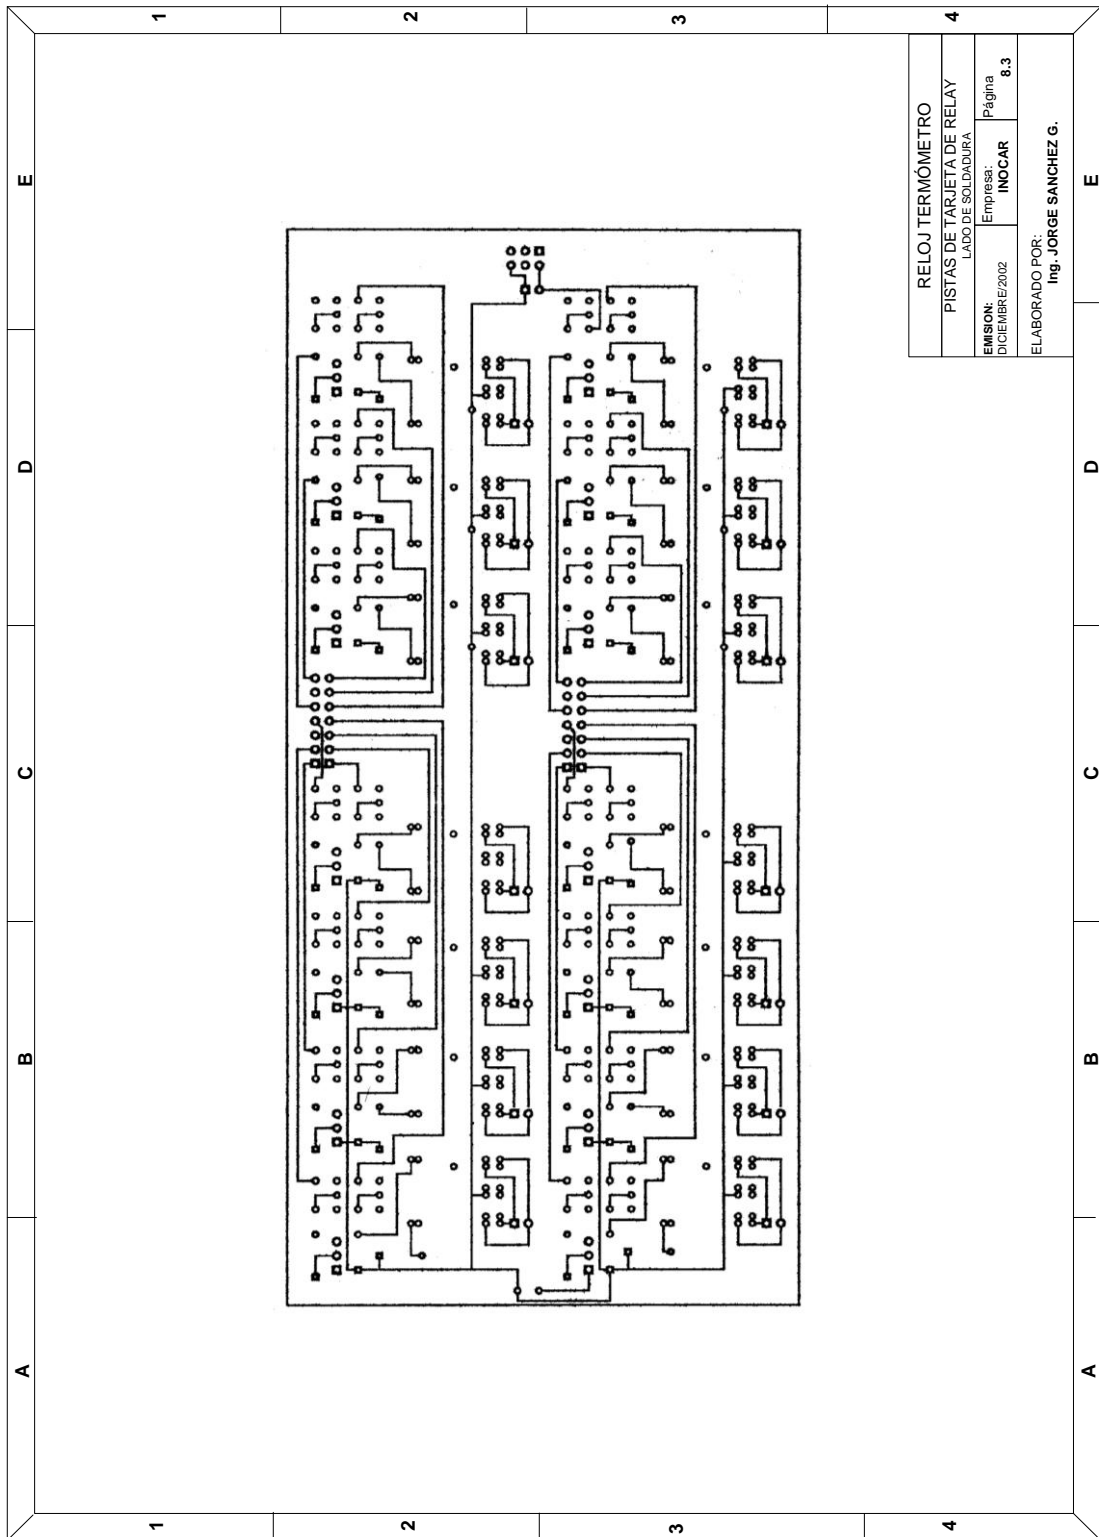 1
2
3
4
E
E
D
D
C
C
B
B
A
A
1
2
3
4
RELOJ TERMÓMETRO
PISTAS DE TARJETA DE RELAY
LADO DE SOLDADURA
EMISION:
DICIEMBRE/2002
Empresa:
INOCAR
Página
8.3
ELABORADO POR:
Ing. JORGE SANCHEZ G.